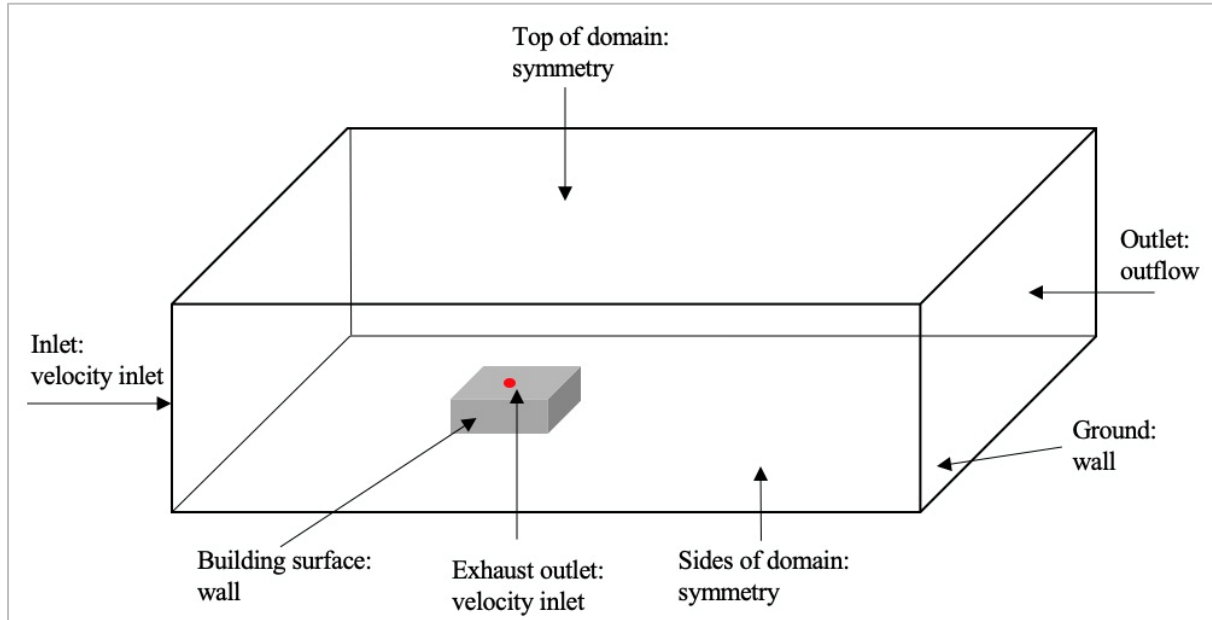 Top of domain:
symmetry
Outlet:
outflow
Inlet:
velocity inlet
Ground:
wall
Building surface:
wall
Exhaust outlet:
velocity inlet
Sides of domain:
symmetry